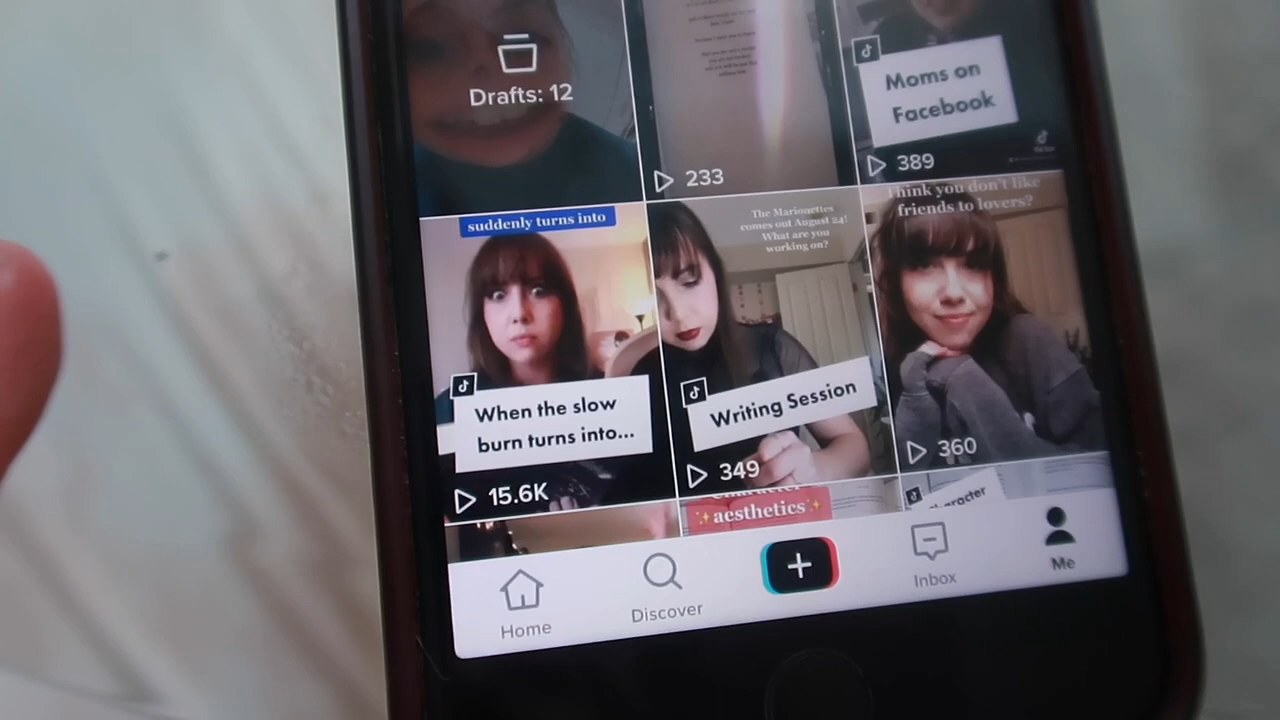 Drafts: 12
233
Moms on
Facebook
389
suddenly turns into
When the slow
burn turns into...
15.6K
The Marionettes
comes out August 24!
What are you
working on?
Writing Session
349
think you don't like
friends to lovers?
360
aesthetics
Home
Discover
Inbox
Me